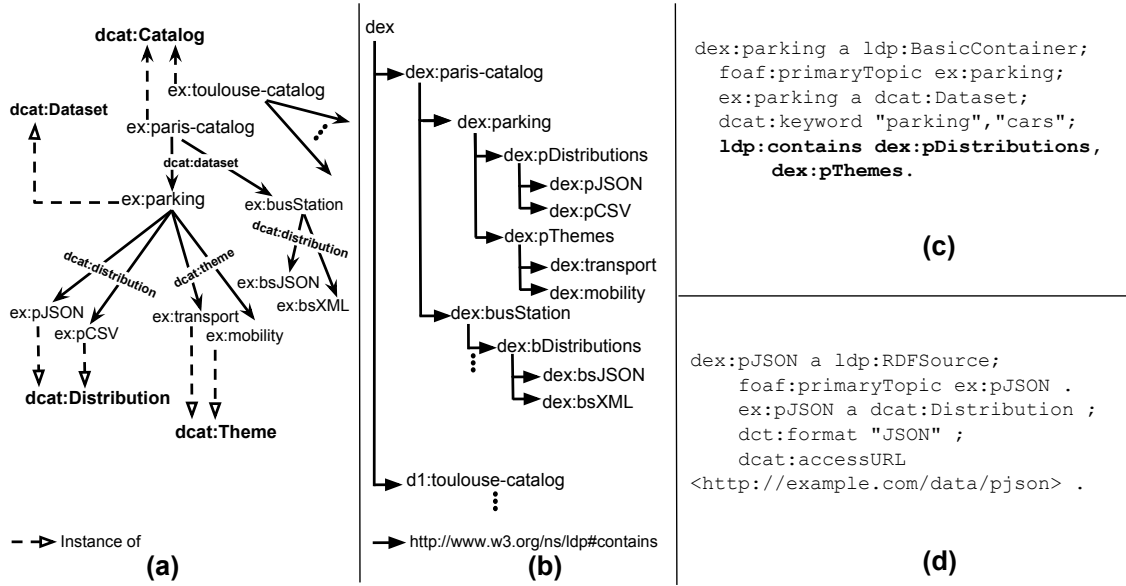 dcat:Catalog
ex:toulouse-catalog
dcat:Dataset
ex:paris-catalog
dcat:dataset
ex:parking
ex:busStation
dcat:distribution
dcat:distribution
dcat:theme
ex:bsJSON
ex:bsXML
ex:pJSON
ex:pCSV
ex:transport
ex:mobility
dcat:Distribution
dcat:Theme
Instance of
(a)
dex
dex:paris-catalog
dex:parking
dex:pDistributions
dex:pJSON
dex:pCSV
dex:pThemes
dex:transport
dex:mobility
dex:busStation
dex:bDistributions
dex:bsJSON
dex:bsXML
d1:toulouse-catalog
http://www.w3.org/ns/ldp#contains
(b)
dex:parking a ldp:BasicContainer;
foaf:primaryTopic ex:parking;
ex:parking a dcat:Dataset;
dcat:keyword "parking","cars";
ldp:contains dex:pDistributions,
dex:pThemes.
(c)
dex:pJSON a ldp:RDFSource;
foaf:primaryTopic ex:pJSON .
ex:pJSON a dcat:Distribution ;
dct:format "JSON" ;
dcat:accessURL
<http://example.com/data/pjson> .
(d)